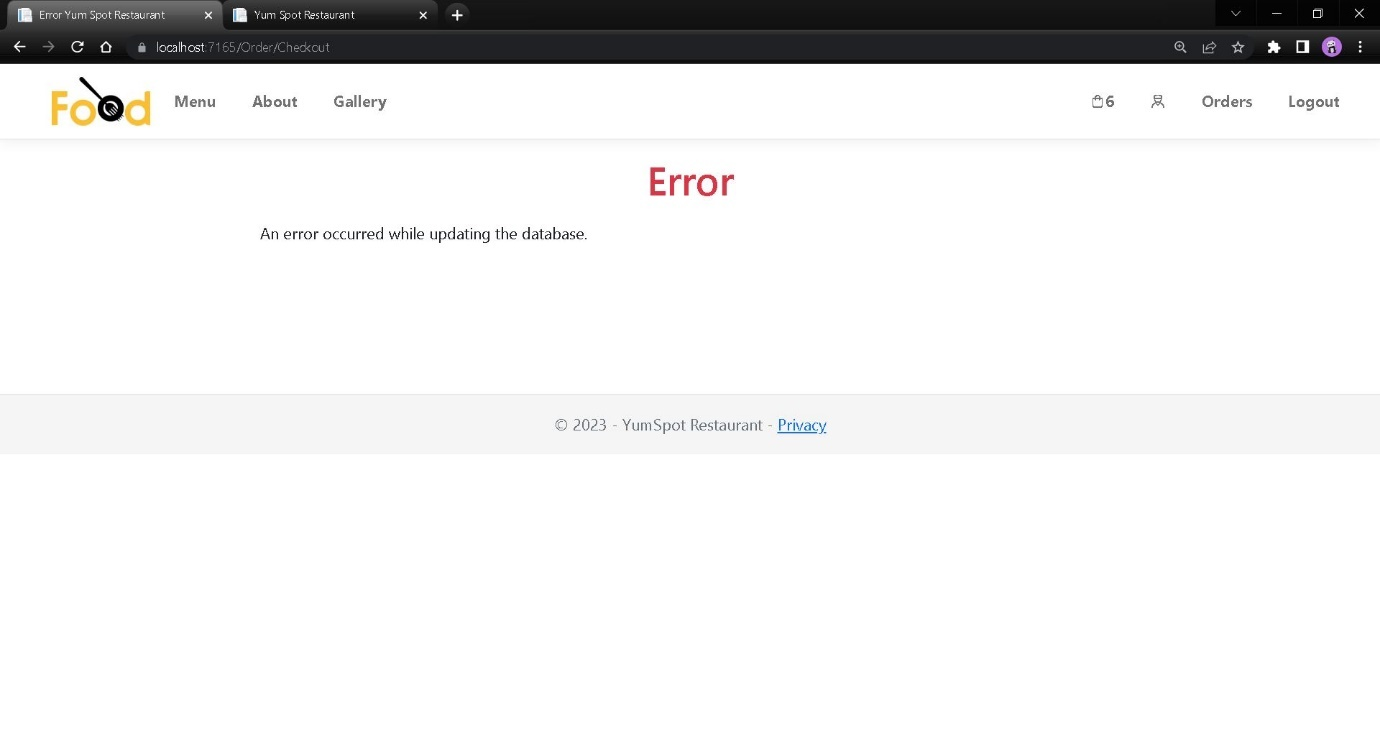 Error Yum Spot Restaurant
Yum Spot Restaurant
localhost:7165/Order/Checkout
Food Menu About Gallery 6 Orders Logout
Error
An error occurred while updating the database.
© 2023 - YumSpot Restaurant - Privacy